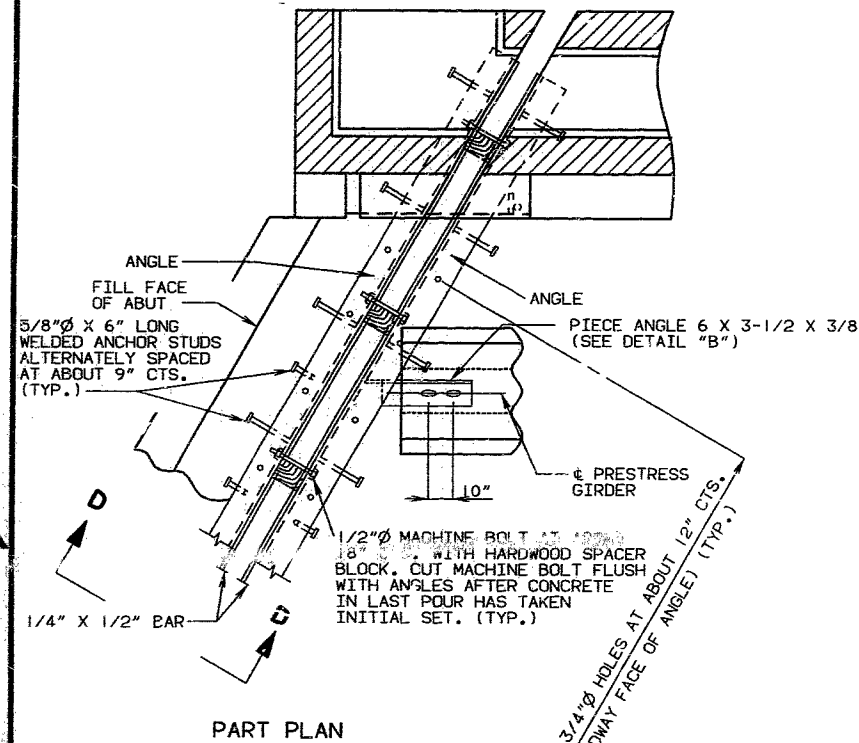 ANGLE
FILL FACE
OF ABUT
5/8"Ø X 6" LONG
WELDED ANCHOR STUDS
ALTERNATELY SPACED
AT ABOUT 9" CTS.
(TYP.)
ANGLE
PIECE ANGLE 6 X 3-1/2 X 3/8
(SEE DETAIL "B")
℄ PRESTRESS
GIRDER
10"
1/2"Ø MACHINE BOLT
18" WITH HARDWOOD SPACER
BLOCK. CUT MACHINE BOLT FLUSH
WITH ANGLES AFTER CONCRETE
IN LAST POUR HAS TAKEN
INITIAL SET. (TYP.)
D
D
1/4" X 1/2" BAR
3/4"Ø HOLES AT ABOUT 12" CTS.
FACE OF ANGLE) (TYP.)
PART PLAN